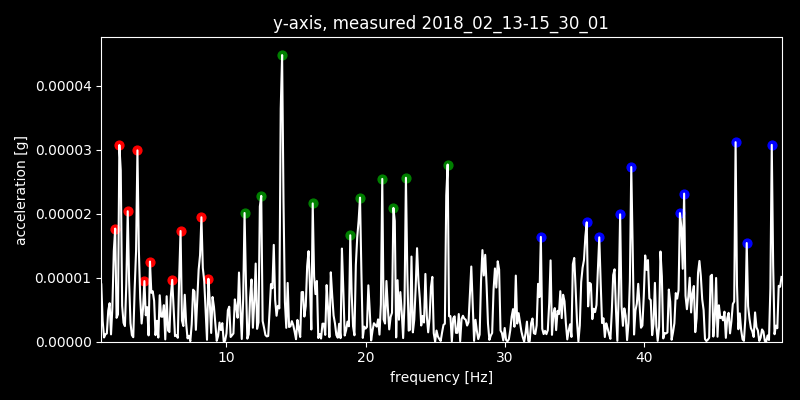 y-axis, measured 2018_02_13-15_30_01
acceleration [g]
0.00004
0.00003
0.00002
0.00001
0.00000
10 20 30 40
frequency [Hz]